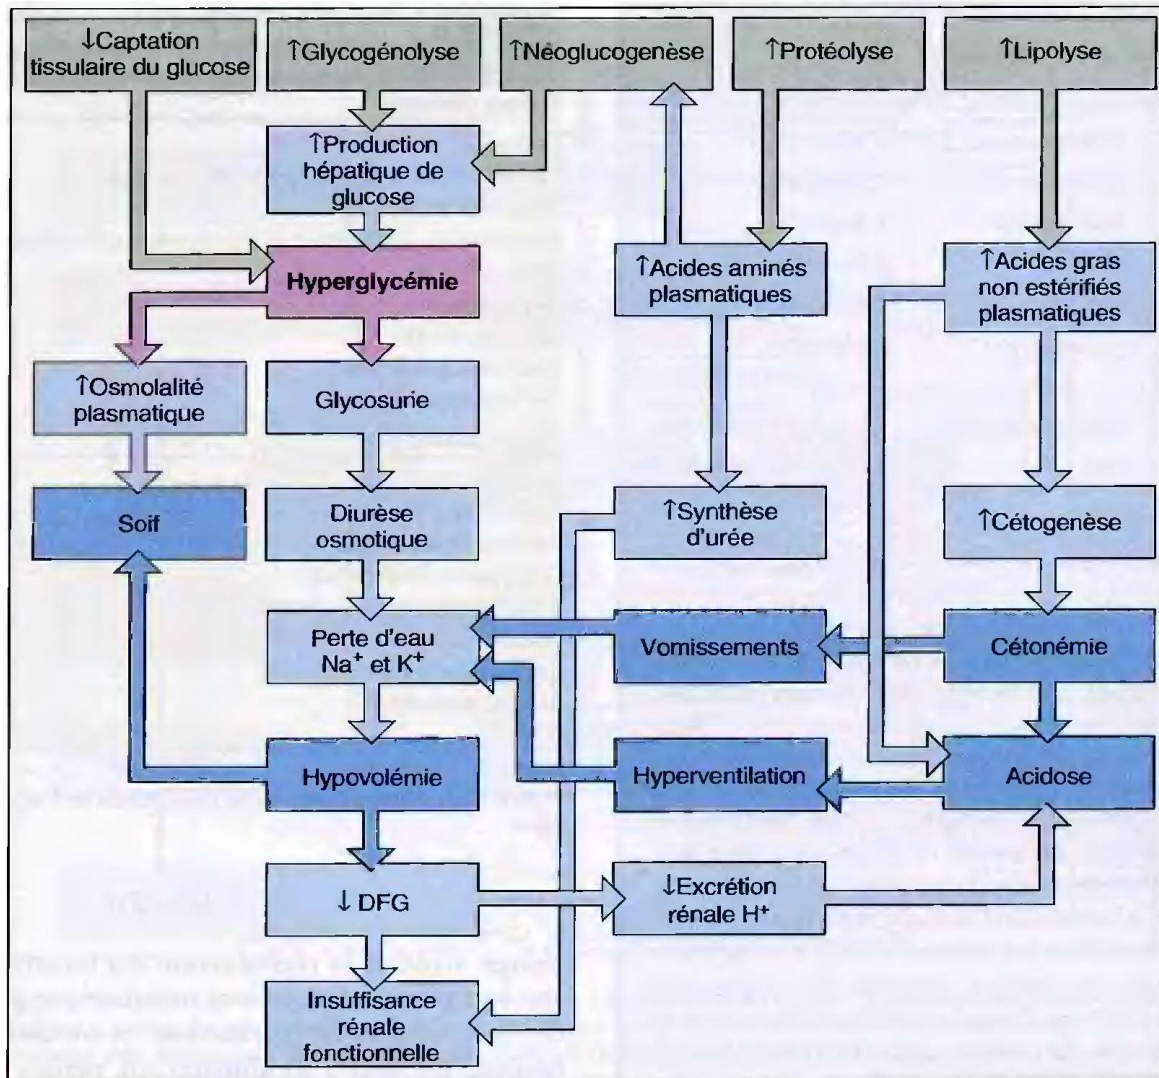 ↓Captation
tissulaire du glucose
↑Glycogénolyse
↑Néoglucogenèse
↑Protéolyse
↑Lipolyse
↑Production
hépatique de
glucose
Hyperglycémie
↑Acides aminés
plasmatiques
↑Acides gras
non estérifiés
plasmatiques
↑Osmolalité
plasmatique
Glycosurie
Soif
Diurèse
osmotique
↑Synthèse
d'urée
↑Cétogenèse
Perte d'eau
Na⁺ et K⁺
Vomissements
Cétonémie
Hypovolémie
Hyperventilation
Acidose
↓ DFG
↓Excrétion
rénale H⁺
Insuffisance
rénale
fonctionnelle